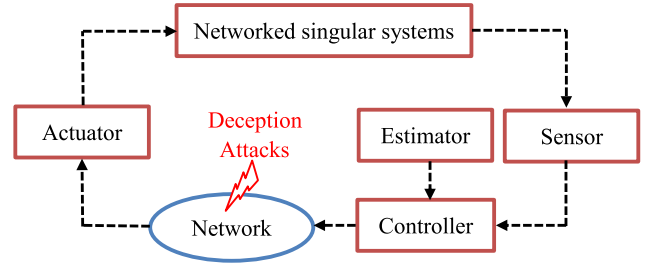 Networked singular systems
Actuator
Deception
Attacks
Estimator
Sensor
Network
Controller